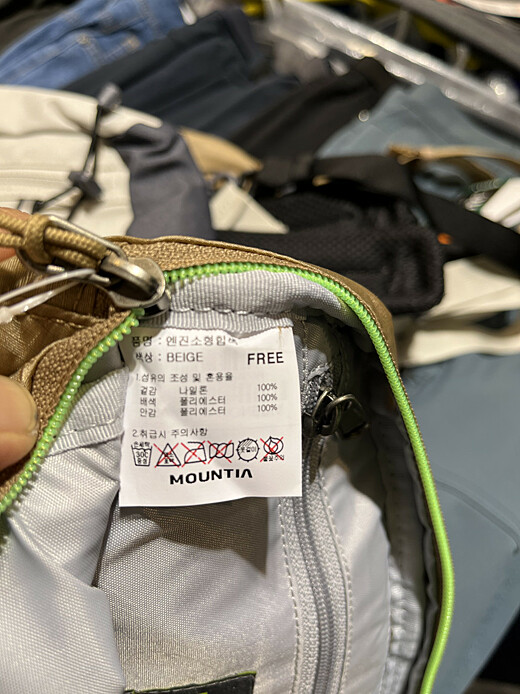 품명 : 엔진소형힙색
색상 : BEIGE FREE
1.섬유의 조성 및 혼용율
겉감 나일론 100%
배색 폴리에스터 100%
안감 폴리에스터 100%
2.취급시 주의사항
30℃
MOUNTIA